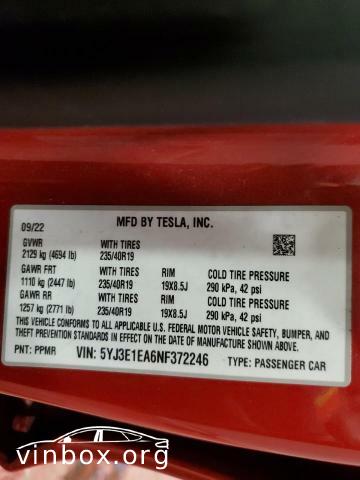 MFD BY TESLA, INC.
09/22
GVWR WITH TIRES
2129 kg (4694 lb) 235/40R19
GAWR FRT WITH TIRES RIM COLD TIRE PRESSURE
1110 kg (2447 lb) 235/40R19 19X8.5J 290 kPa, 42 psi
GAWR RR WITH TIRES RIM COLD TIRE PRESSURE
1257 kg (2771 lb) 235/40R19 19X8.5J 290 kPa, 42 psi
THIS VEHICLE CONFORMS TO ALL APPLICABLE U.S. FEDERAL MOTOR VEHICLE SAFETY, BUMPER, AND
THEFT PREVENTION STANDARDS IN EFFECT ON THE DATE OF MANUFACTURE SHOWN ABOVE.
PNT: PPMR VIN: 5YJ3E1EA6NF372246 TYPE: PASSENGER CAR
vinbox.org